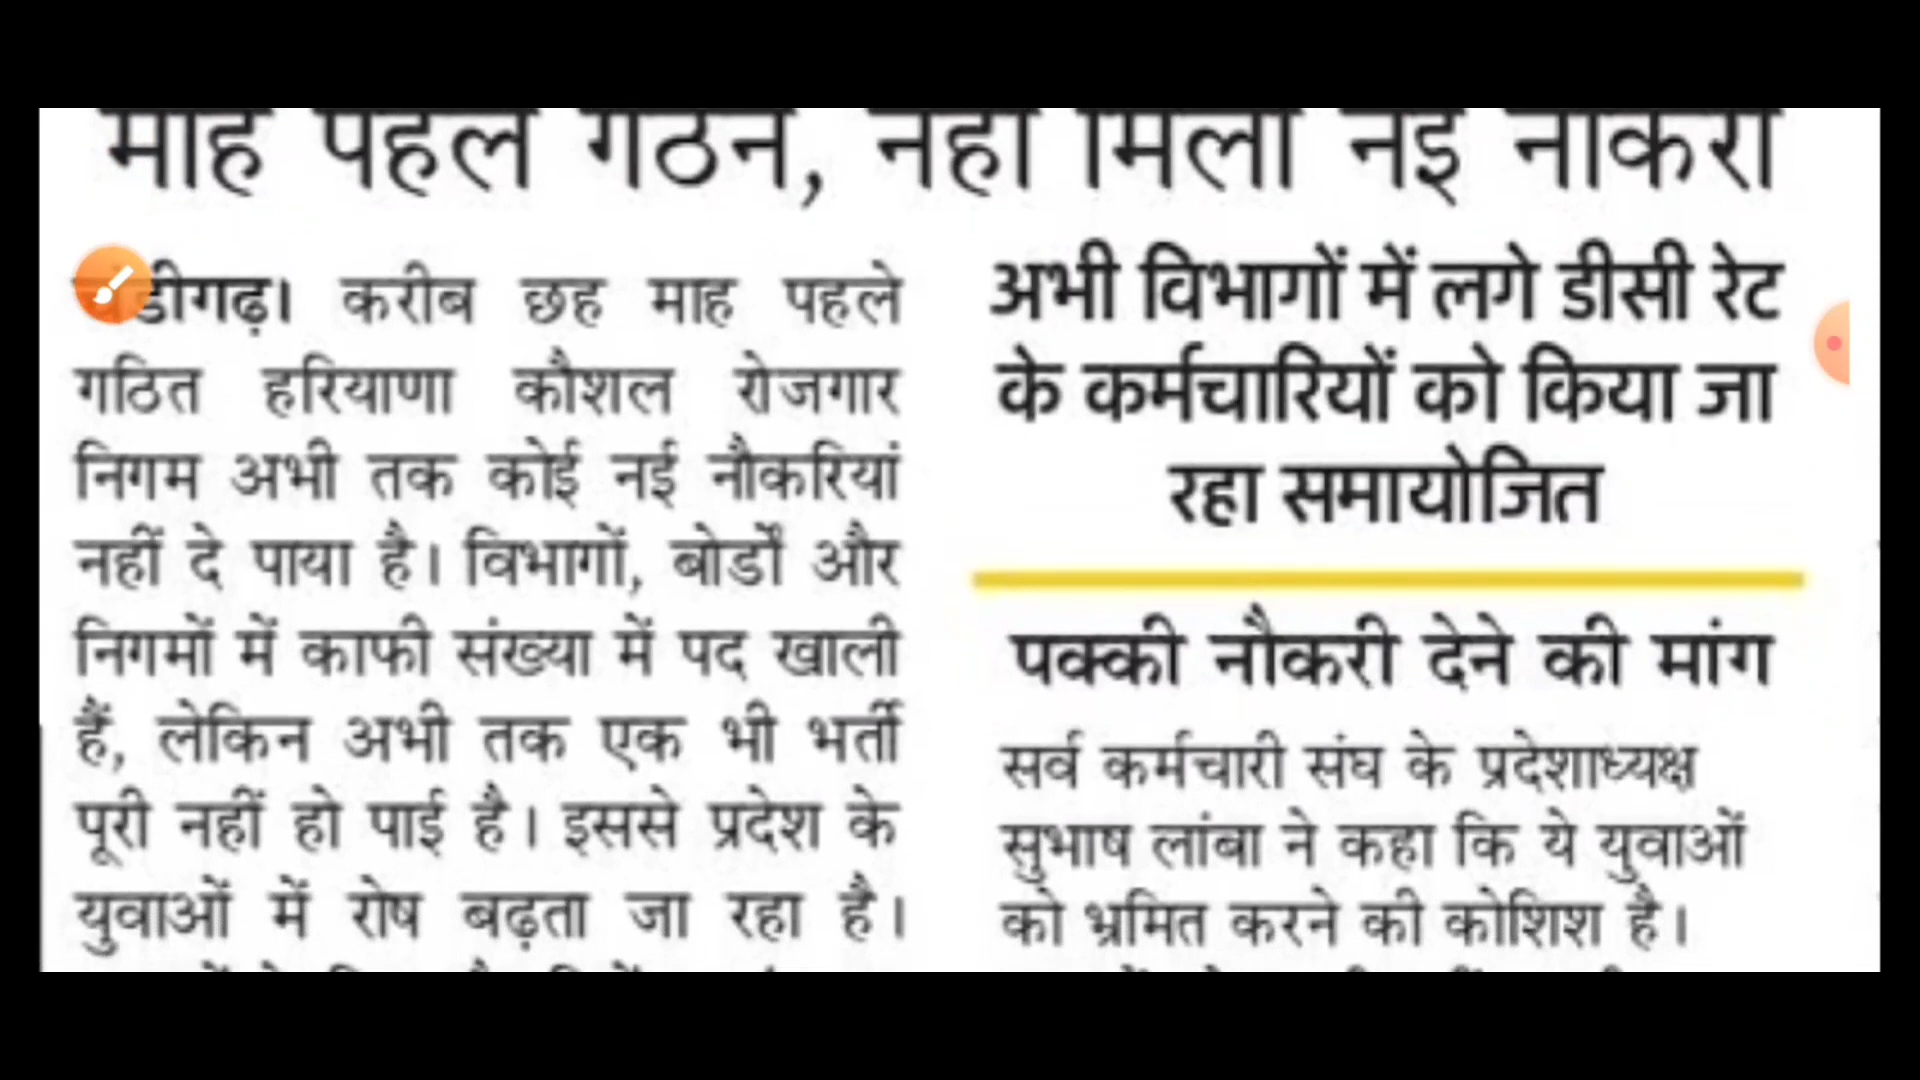 माह पहले गठन, नहीं मिली नई नौकरी
चंडीगढ़। करीब छह माह पहले
गठित हरियाणा कौशल रोजगार
निगम अभी तक कोई नई नौकरियां
नहीं दे पाया है। विभागों, बोर्डों और
निगमों में काफी संख्या में पद खाली
हैं, लेकिन अभी तक एक भी भर्ती
पूरी नहीं हो पाई है। इससे प्रदेश के
युवाओं में रोष बढ़ता जा रहा है।
अभी विभागों में लगे डीसी रेट
के कर्मचारियों को किया जा
रहा समायोजित
पक्की नौकरी देने की मांग
सर्व कर्मचारी संघ के प्रदेशाध्यक्ष
सुभाष लांबा ने कहा कि ये युवाओं
को भ्रमित करने की कोशिश है।